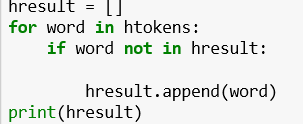 hresult = []
for word in htokens:
    if word not in hresult:
        hresult.append(word)
print(hresult)